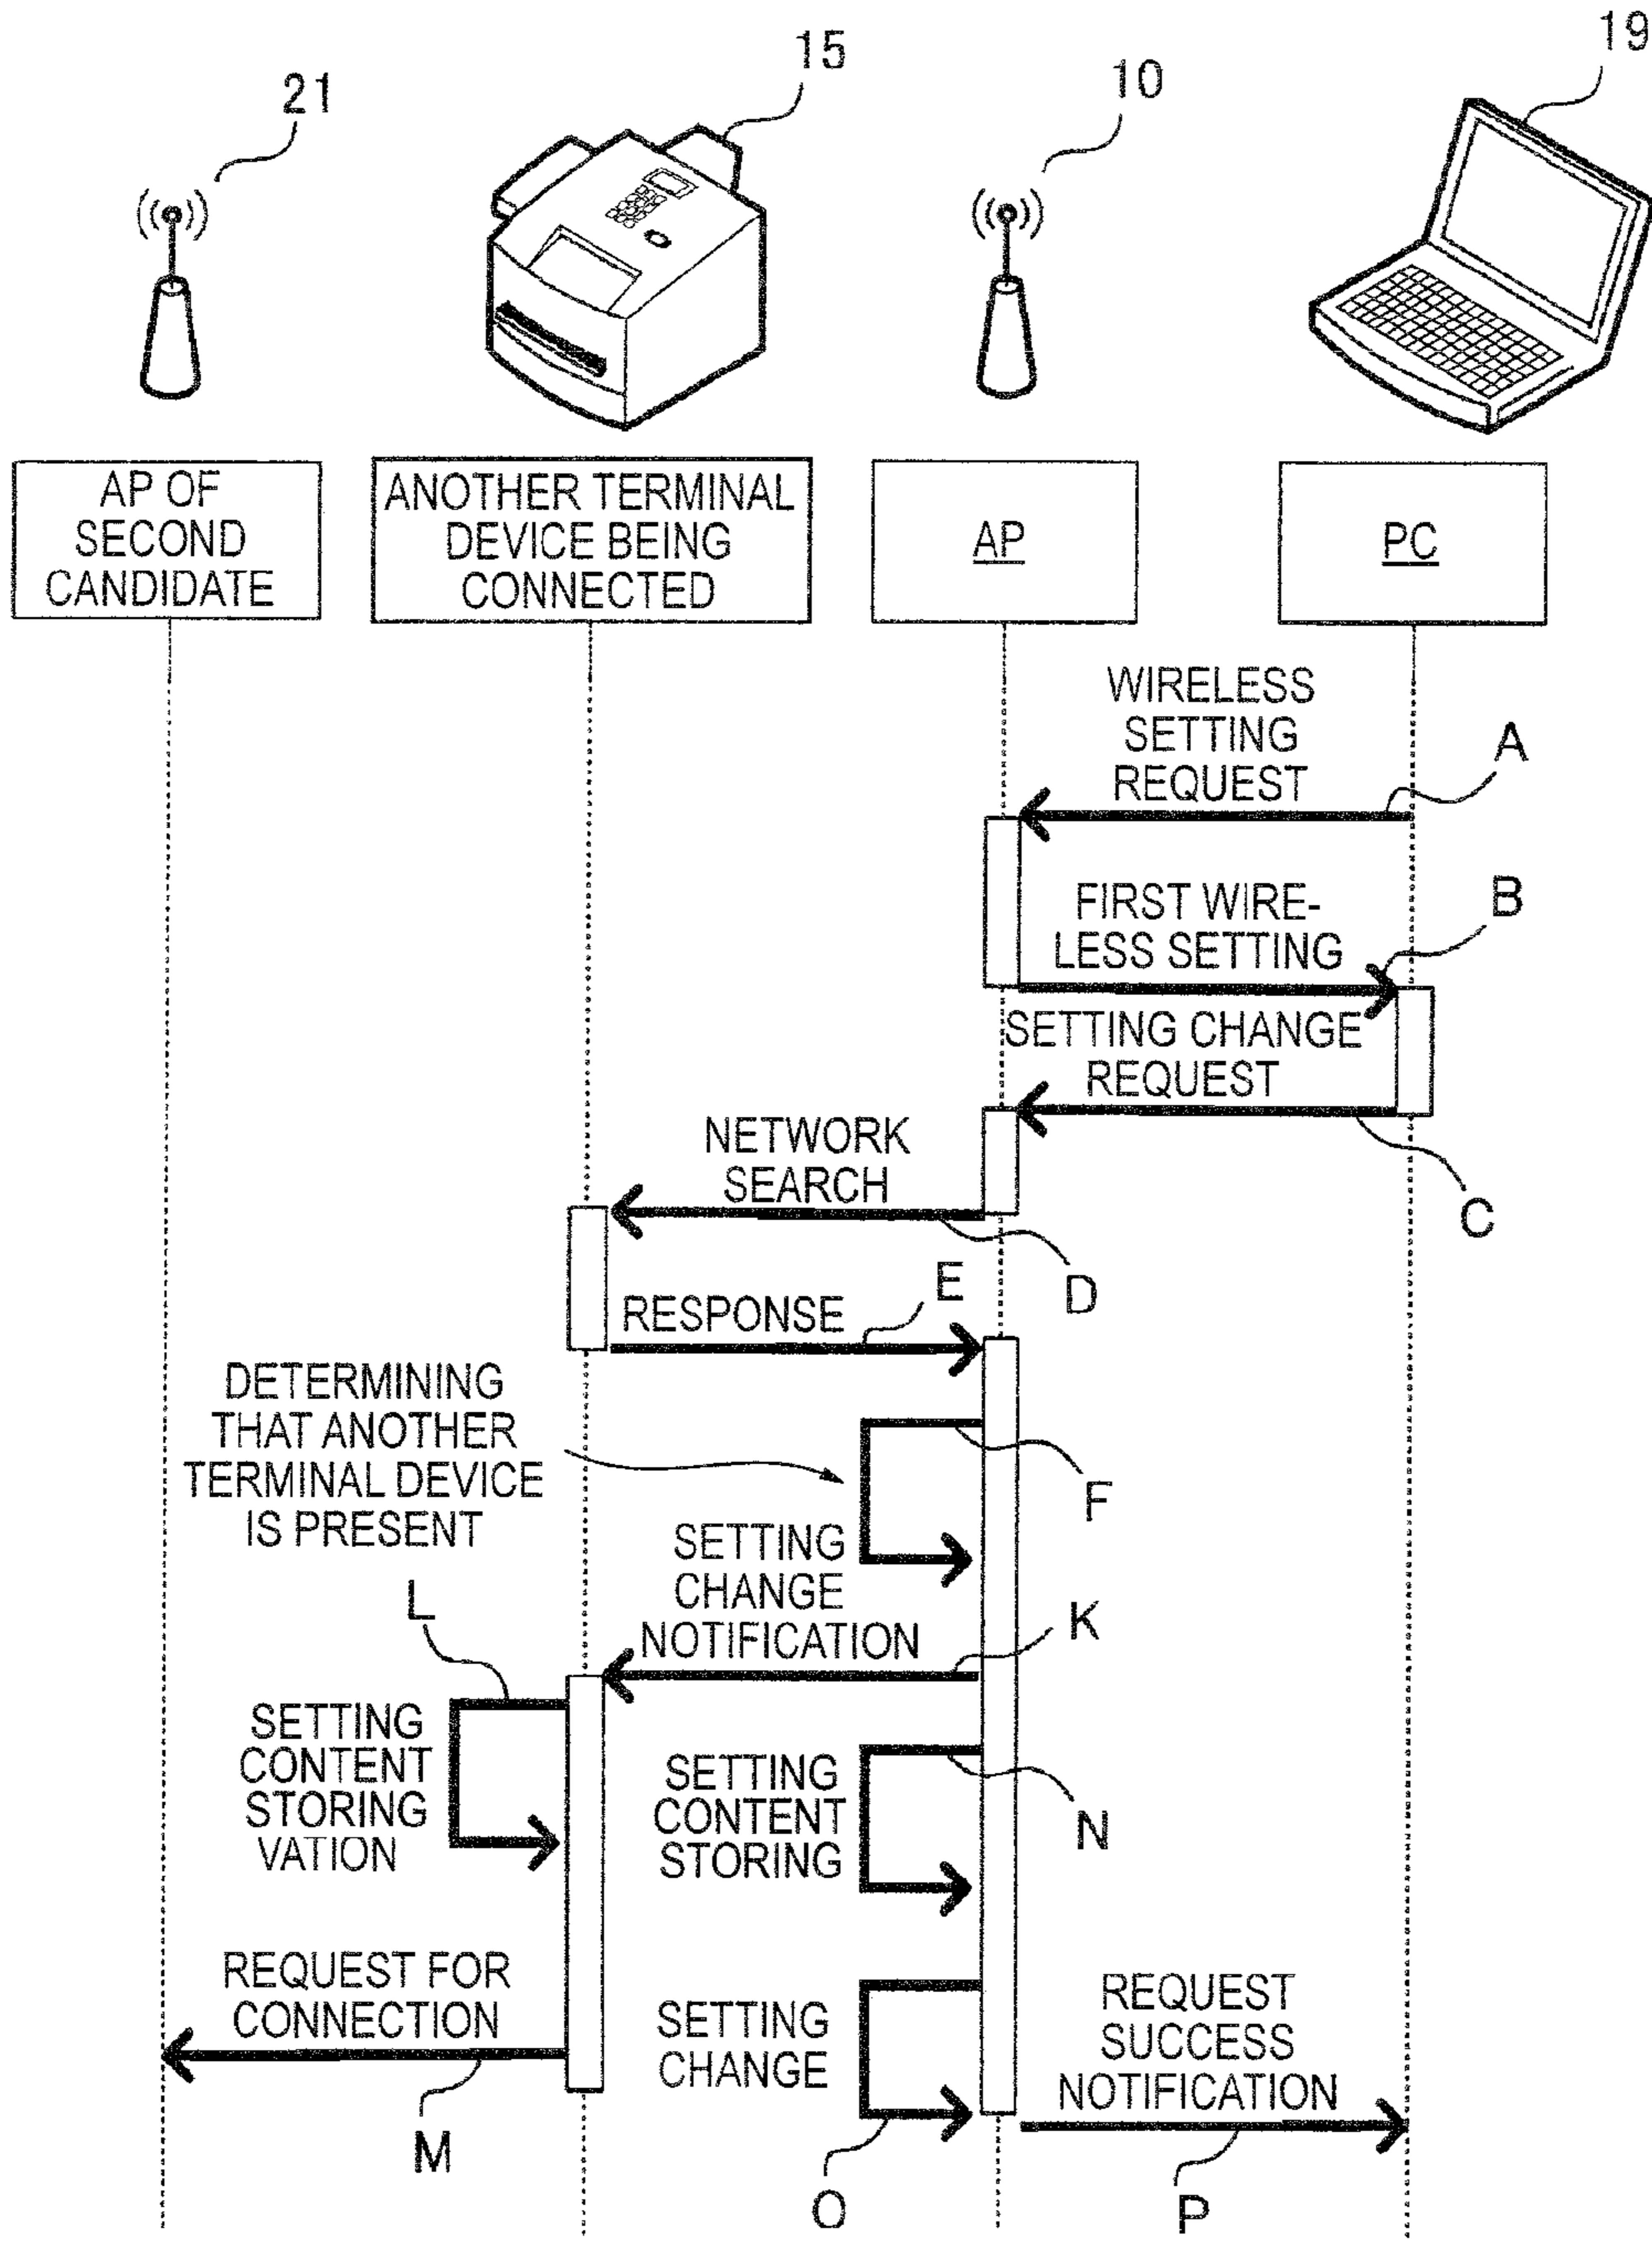 21
15
10
19
AP OF
SECOND
CANDIDATE
ANOTHER TERMINAL
DEVICE BEING
CONNECTED
AP
PC
WIRELESS
SETTING
REQUEST
A
FIRST WIRE-
LESS SETTING
B
SETTING CHANGE
REQUEST
C
NETWORK
SEARCH
D
RESPONSE
E
DETERMINING
THAT ANOTHER
TERMINAL DEVICE
IS PRESENT
F
SETTING
CHANGE
NOTIFICATION
K
L
SETTING
CONTENT
STORING
VATION
SETTING
CONTENT
STORING
N
REQUEST FOR
CONNECTION
M
SETTING
CHANGE
O
REQUEST
SUCCESS
NOTIFICATION
P